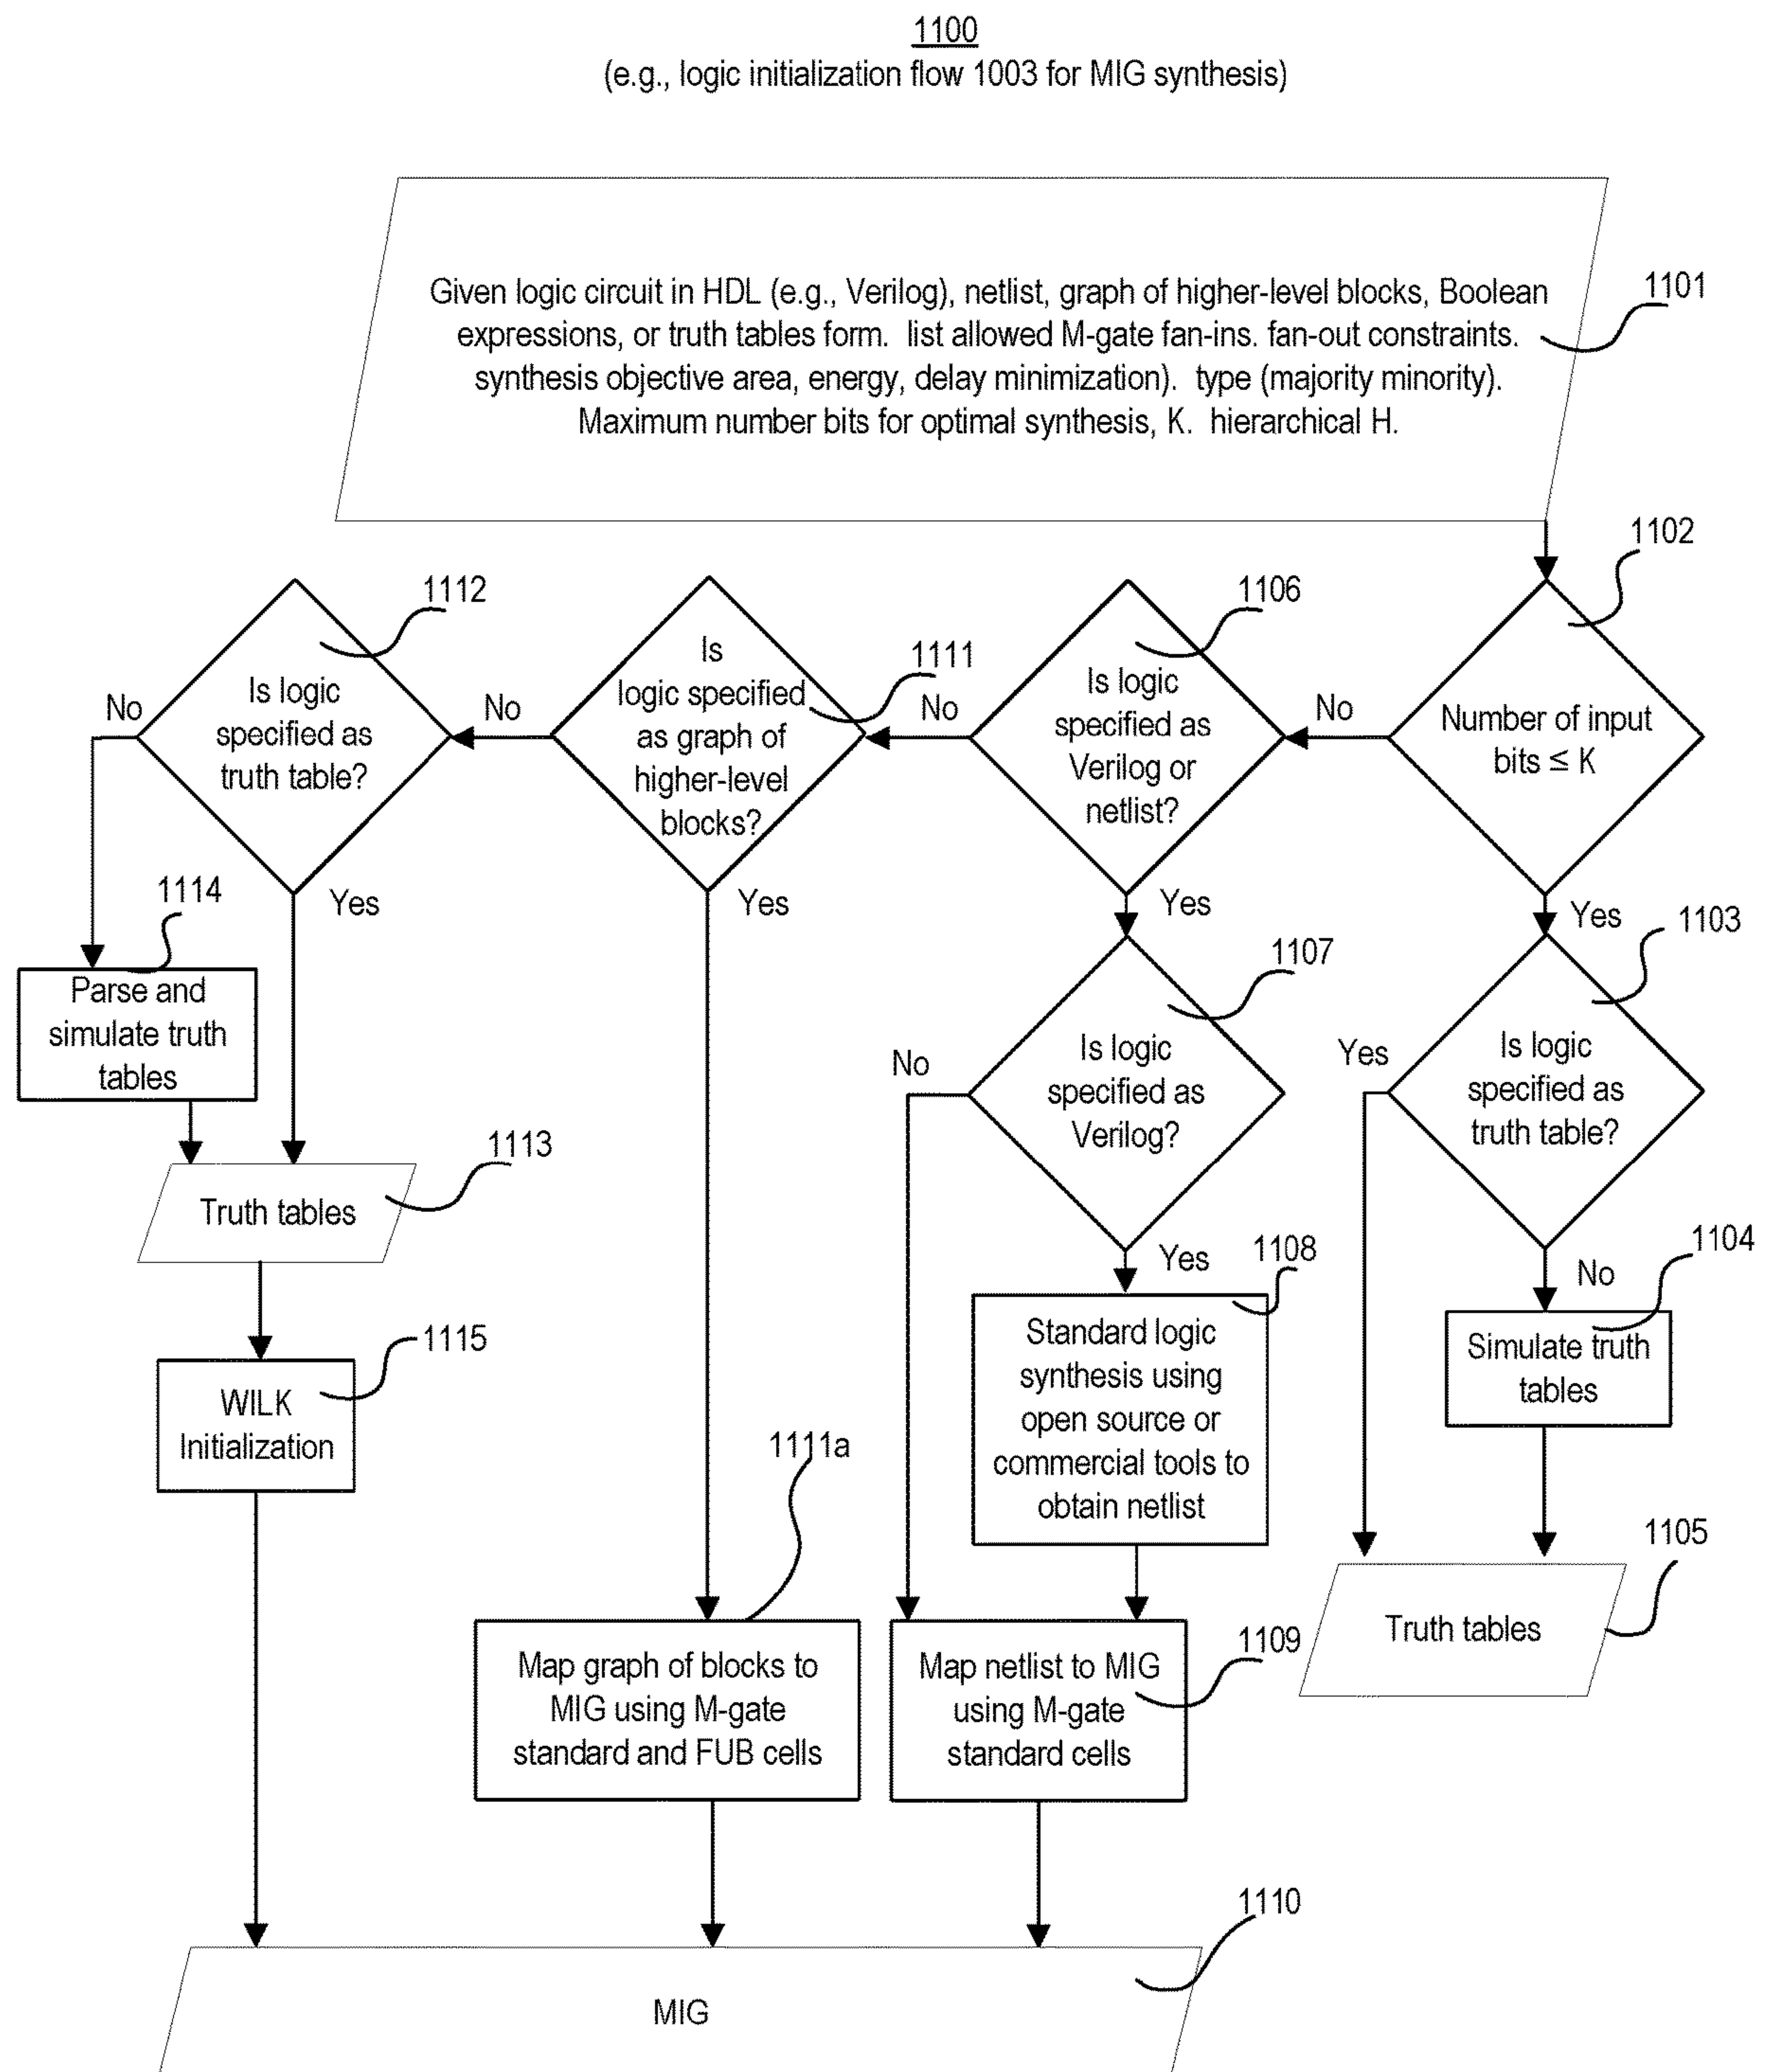 1100
(e.g., logic initialization flow 1003 for MIG synthesis)
Given logic circuit in HDL (e.g., Verilog), netlist, graph of higher-level blocks, Boolean
expressions, or truth tables form.  list allowed M-gate fan-ins. fan-out constraints.
synthesis objective area, energy, delay minimization).  type (majority minority).
Maximum number bits for optimal synthesis, K.  hierarchical H.
1101
1102
Number of input
bits ≤ K
No
Yes
1103
Is logic
specified as
truth table?
Yes
No
1104
Simulate truth
tables
1105
Truth tables
1106
Is logic
specified as
Verilog or
netlist?
No
Yes
1107
Is logic
specified as
Verilog?
No
Yes
1108
Standard logic
synthesis using
open source or
commercial tools to
obtain netlist
1109
Map netlist to MIG
using M-gate
standard cells
1111
Is
logic specified
as graph of
higher-level
blocks?
No
Yes
1111a
Map graph of blocks to
MIG using M-gate
standard and FUB cells
1112
Is logic
specified as
truth table?
No
Yes
1114
Parse and
simulate truth
tables
1113
Truth tables
1115
WILK
Initialization
1110
MIG